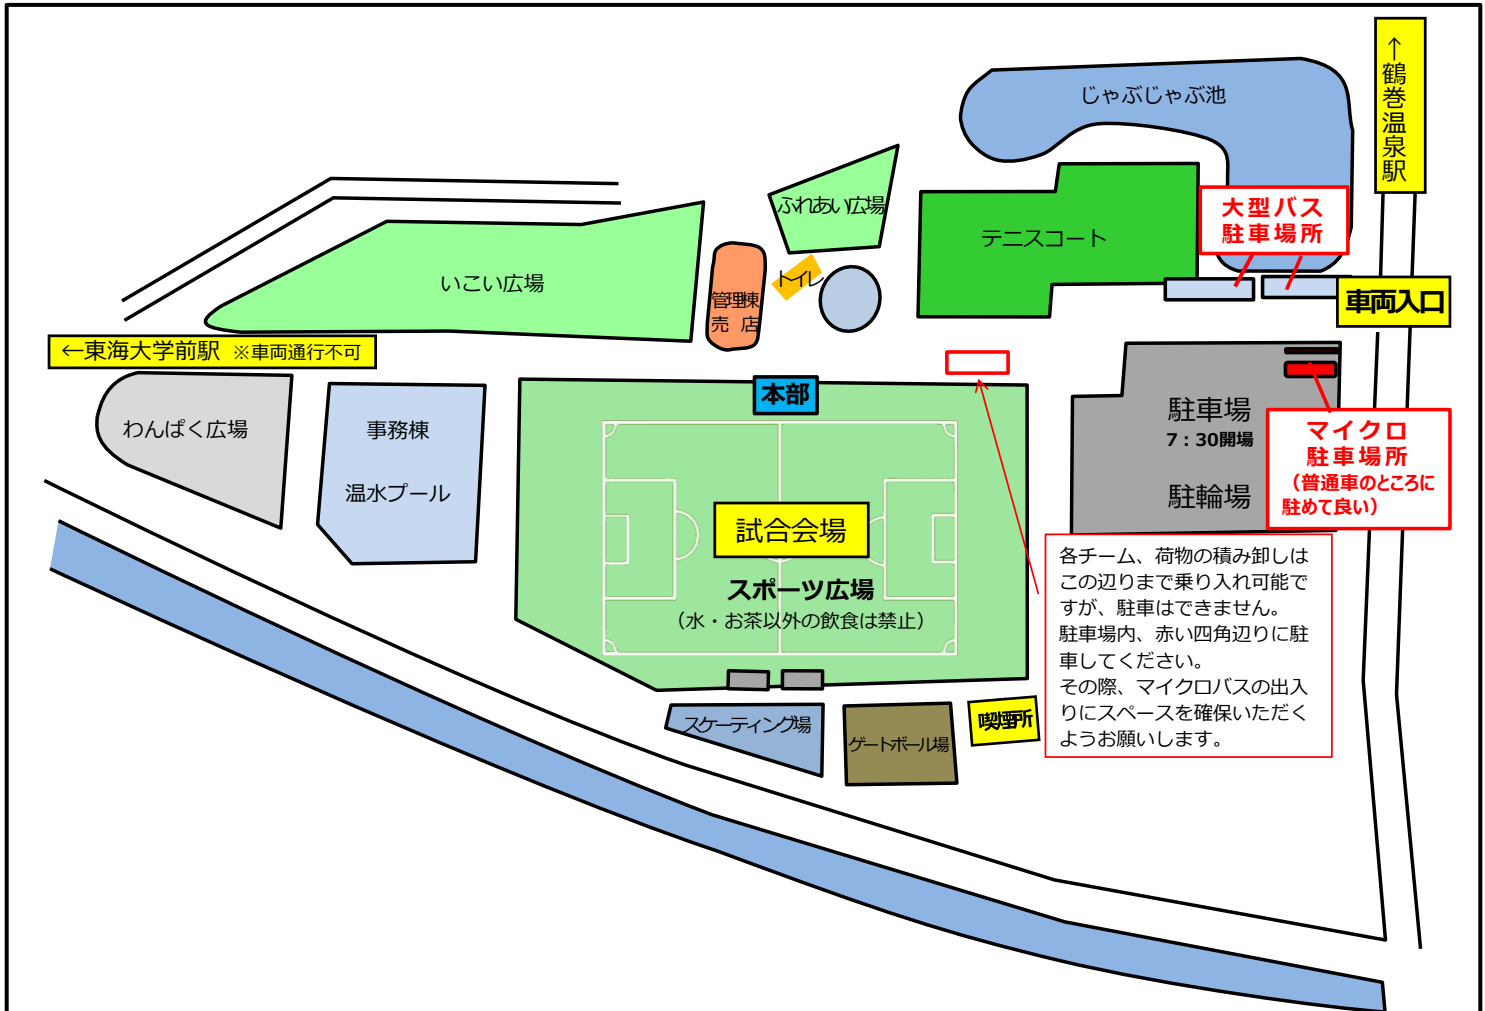 ↑鶴巻温泉駅
じゃぶじゃぶ池
大型バス
駐車場所
ふれあい広場
テニスコート
いこい広場
トイレ
管理棟
売店
車両入口
←東海大学前駅 ※車両通行不可
本部
わんぱく広場
事務棟
温水プール
駐車場
7：30開場
駐輪場
マイクロ
駐車場所
（普通車のところに
駐めて良い）
試合会場
スポーツ広場
（水・お茶以外の飲食は禁止）
各チーム、荷物の積み卸しは
この辺りまで乗り入れ可能で
すが、駐車はできません。
駐車場内、赤い四角辺りに駐
車してください。
その際、マイクロバスの出入
りにスペースを確保いただく
ようお願いします。
スケーティング場
ゲートボール場
喫煙所